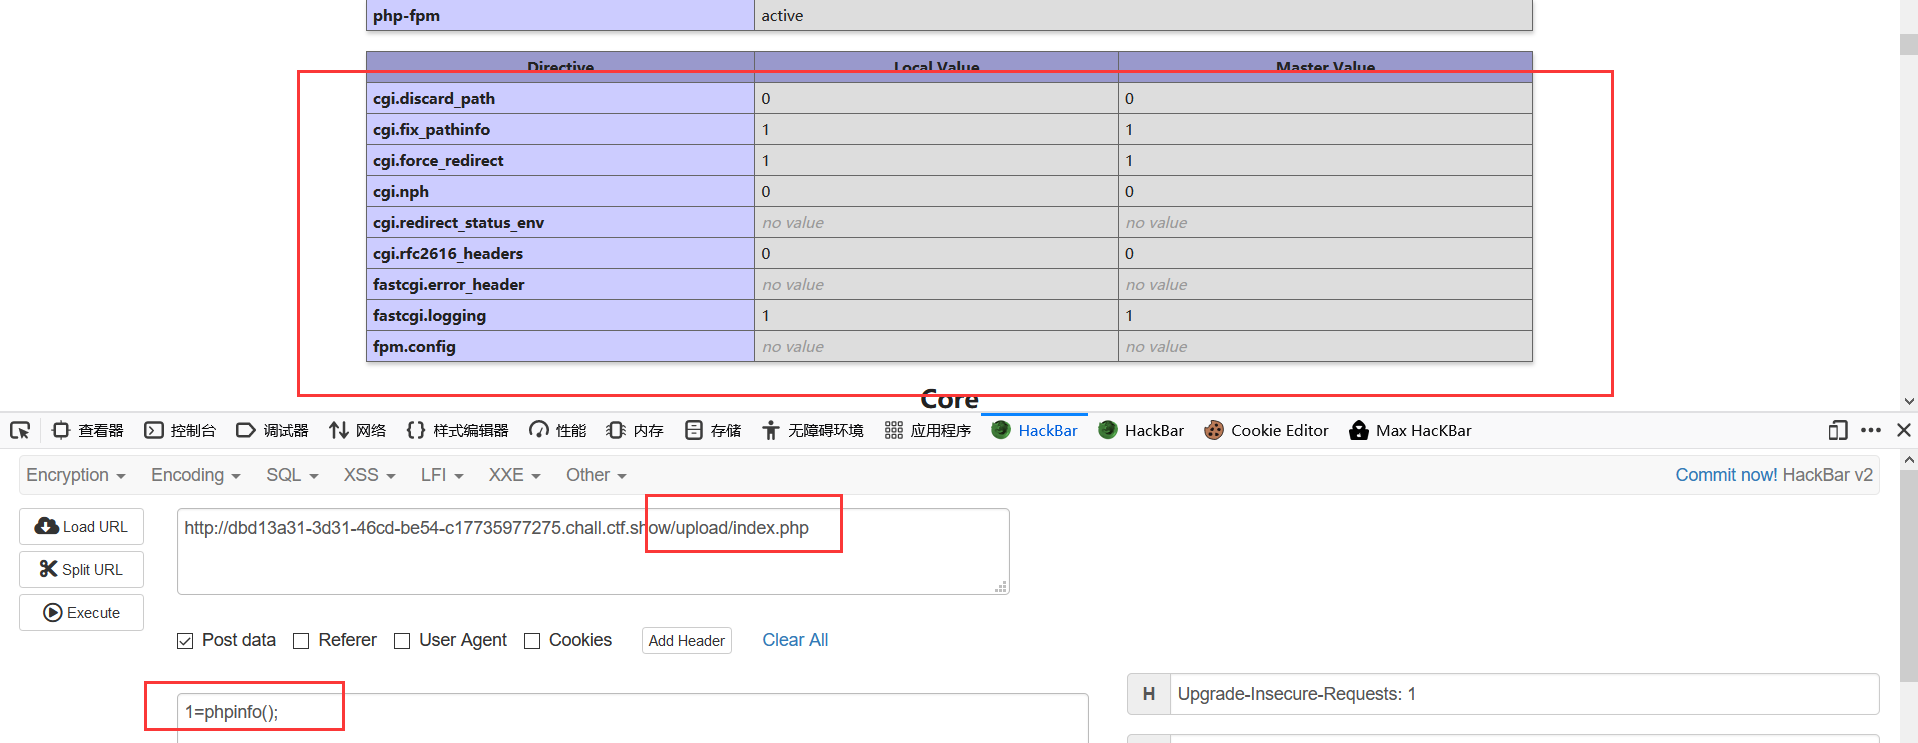 php-fpm active
Directive Local Value Master Value
cgi.discard_path 0 0
cgi.fix_pathinfo 1 1
cgi.force_redirect 1 1
cgi.nph 0 0
cgi.redirect_status_env no value no value
cgi.rfc2616_headers 0 0
fastcgi.error_header no value no value
fastcgi.logging 1 1
fpm.config no value no value
Core
查看器 控制台 调试器 网络 样式编辑器 性能 内存 存储 无障碍环境 应用程序 HackBar HackBar Cookie Editor Max HacKBar
Encryption Encoding SQL XSS LFI XXE Other Commit now! HackBar v2
Load URL http://dbd13a31-3d31-46cd-be54-c17735977275.chall.ctf.show/upload/index.php
Split URL
Execute
Post data Referer User Agent Cookies Add Header Clear All
H Upgrade-Insecure-Requests: 1
1=phpinfo();